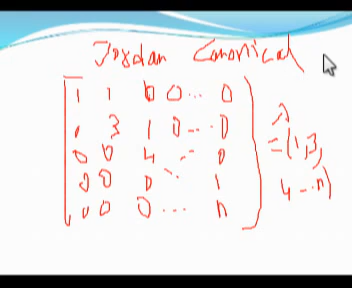 Jordan Canonical
1 1 0 0 ... 0
0 3 1 0 --- 0
0 0 4 -- 0
0 0 0 ⋱ 1
0 0 0 ... n
λ
=(1,3,
4 -- n)